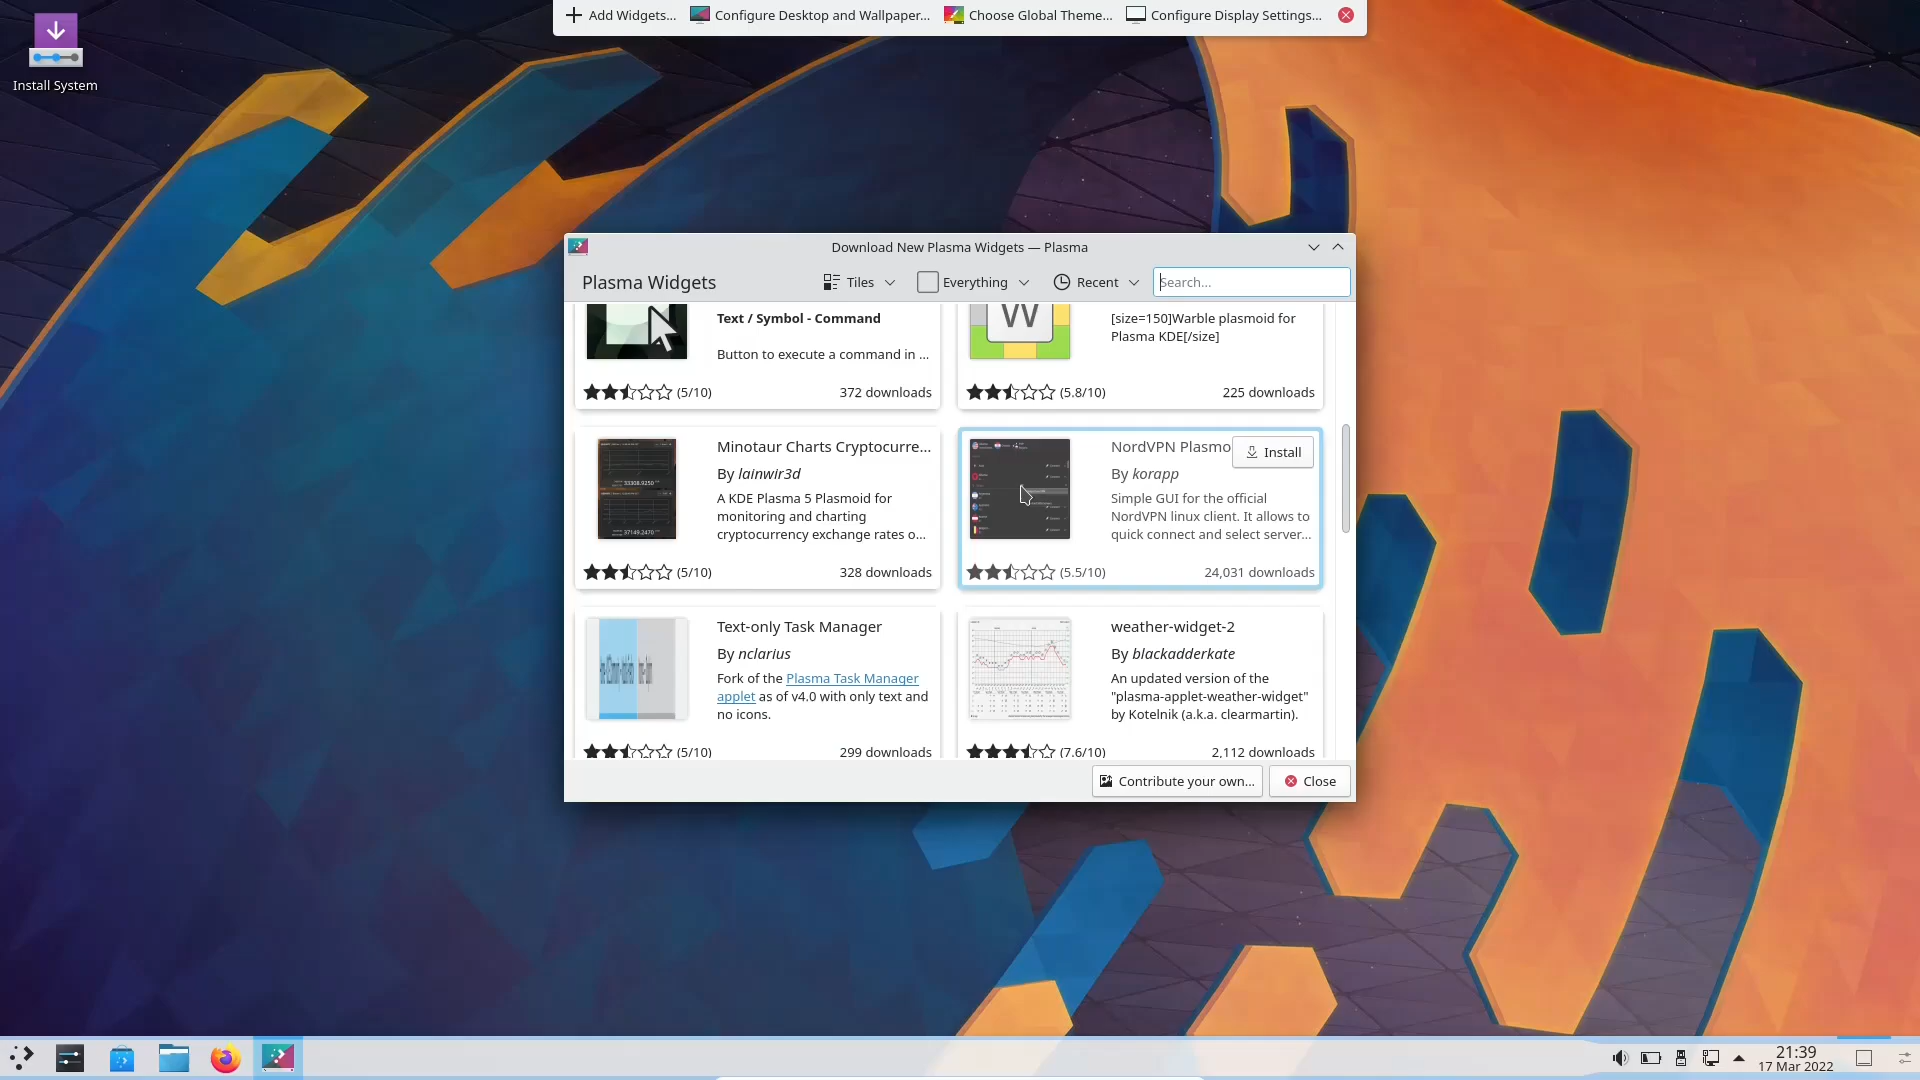 Add Widgets...
Configure Desktop and Wallpaper...
Choose Global Theme...
Configure Display Settings...
Install System
Download New Plasma Widgets — Plasma
Plasma Widgets
Tiles
Everything
Recent
Search...
Text / Symbol - Command
Button to execute a command in ...
(5/10)
372 downloads
W
[size=150]Warble plasmoid for
Plasma KDE[/size]
(5.8/10)
225 downloads
Minotaur Charts Cryptocurre...
By lainwir3d
A KDE Plasma 5 Plasmoid for
monitoring and charting
cryptocurrency exchange rates o...
(5/10)
328 downloads
NordVPN Plasmo
Install
By korapp
Simple GUI for the official
NordVPN linux client. It allows to
quick connect and select server...
(5.5/10)
24,031 downloads
Text-only Task Manager
By nclarius
Fork of the Plasma Task Manager
applet as of v4.0 with only text and
no icons.
(5/10)
299 downloads
weather-widget-2
By blackadderkate
An updated version of the
"plasma-applet-weather-widget"
by Kotelnik (a.k.a. clearmartin).
(7.6/10)
2,112 downloads
Contribute your own...
Close
21:39
17 Mar 2022